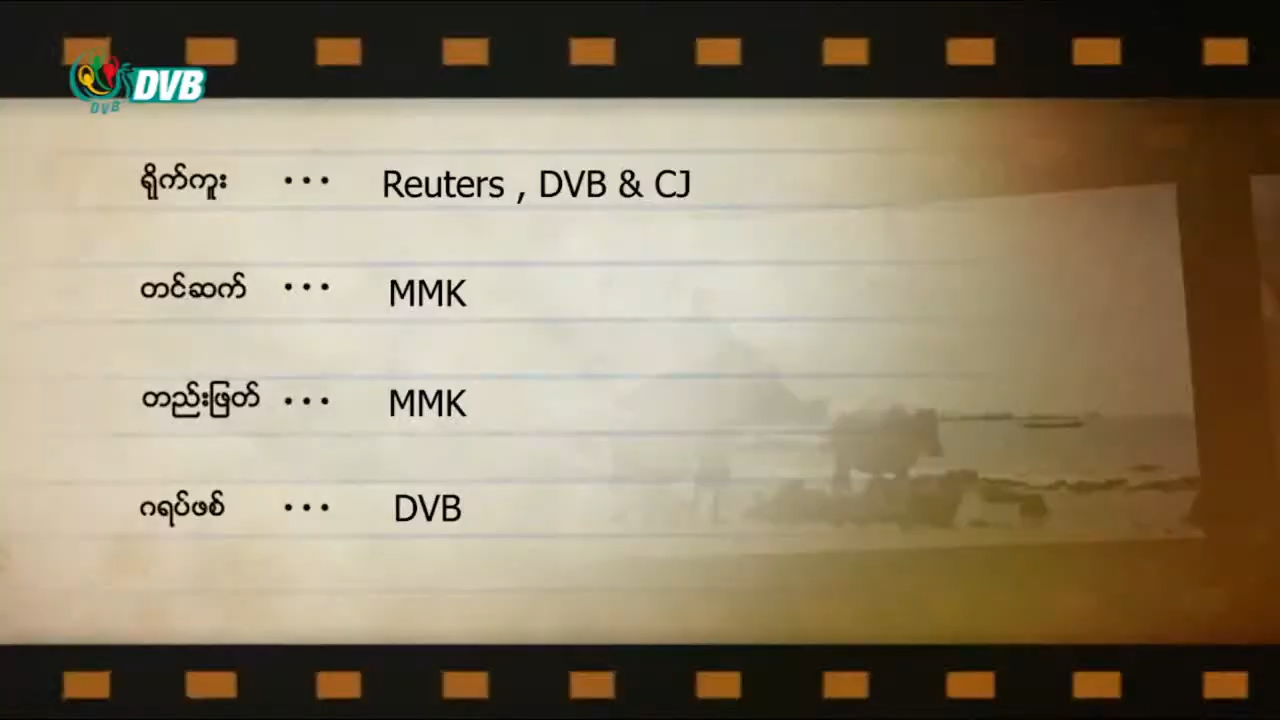 DVB
DVB
ရိုက်ကူး ... Reuters , DVB & CJ
တင်ဆက် ... MMK
တည်းဖြတ် ... MMK
ဂရပ်ဖစ် ... DVB